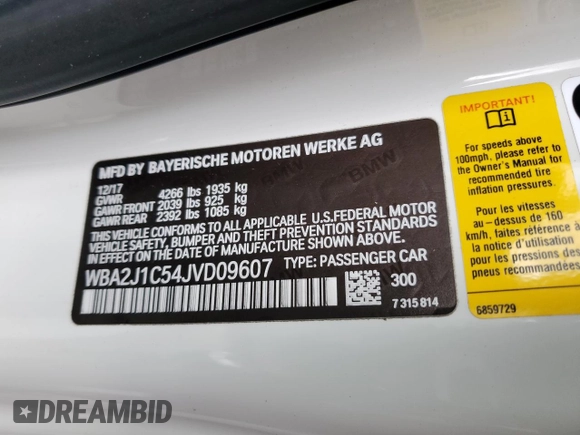 MFD BY BAYERISCHE MOTOREN WERKE AG
12/17
GVWR 4266 lbs 1935 kg
GAWR FRONT 2039 lbs 925 kg
GAWR REAR 2392 lbs 1085 kg
THIS VEHICLE CONFORMS TO ALL APPLICABLE U.S.FEDERAL MOTOR
VEHICLE SAFETY, BUMPER AND THEFT PREVENTION STANDARDS IN
EFFECT ON THE DATE OF MANUFACTURE SHOWN ABOVE.
WBA2J1C54JVD09607 TYPE: PASSENGER CAR
300
7 315 814
BMW
IMPORTANT!
For speeds above
100mph, please refer to
the Owner's Manual for
recommended tire
inflation pressures.
Pour les vitesses
au-dessus de 160
km/h, faites référence à
la notice d'utilisation
pour les pressions de
pneus recommandées.
6859729
DREAMBID